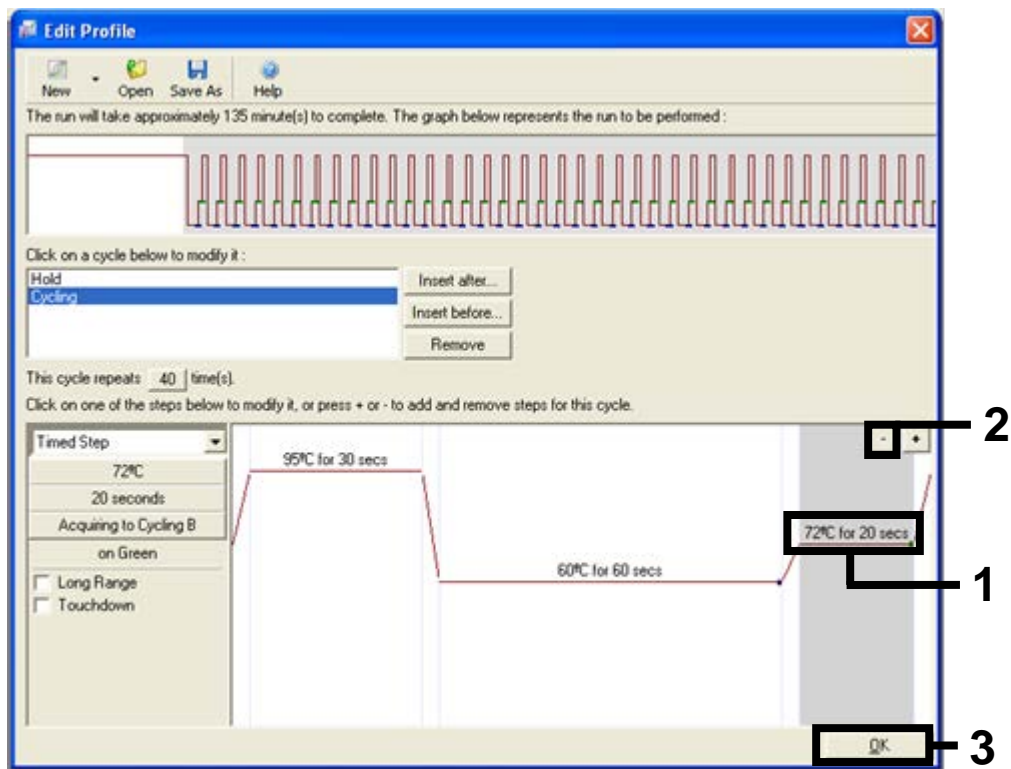 Edit Profile
New Open Save As Help
The run will take approximately 135 minute(s) to complete. The graph below represents the run to be performed :
Click on a cycle below to modify it :
Hold
Cycling
Insert after...
Insert before...
Remove
This cycle repeats 40 time(s).
Click on one of the steps below to modify it, or press + or - to add and remove steps for this cycle.
Timed Step
72ºC
20 seconds
Acquiring to Cycling B
on Green
Long Range
Touchdown
95ºC for 30 secs
60ºC for 60 secs
72ºC for 20 secs
- +
2
1
OK
3